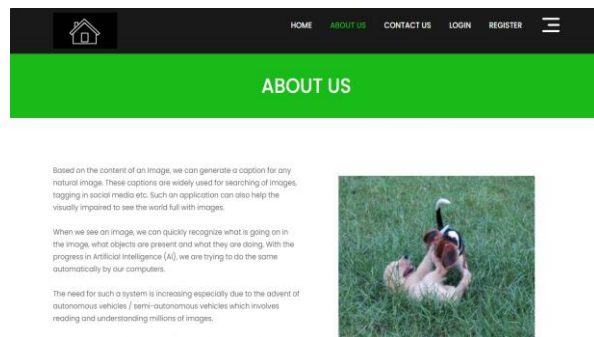 HOME ABOUT US CONTACT US LOGIN REGISTER
ABOUT US
Based on the content of an Image, we can generate a caption for any
natural image. These captions are widely used for searching of images,
tagging in social media etc. Such an application can also help the
visually impaired to see the world full with images.
When we see an image, we can quickly recognize what is going on in
the image, what objects are present and what they are doing. With the
progress in Artificial Intelligence (AI), we are trying to do the same
automatically by our computers.
The need for such a system is increasing especially due to the advent of
autonomous vehicles / semi-autonomous vehicles which involves
reading and understanding millions of images.